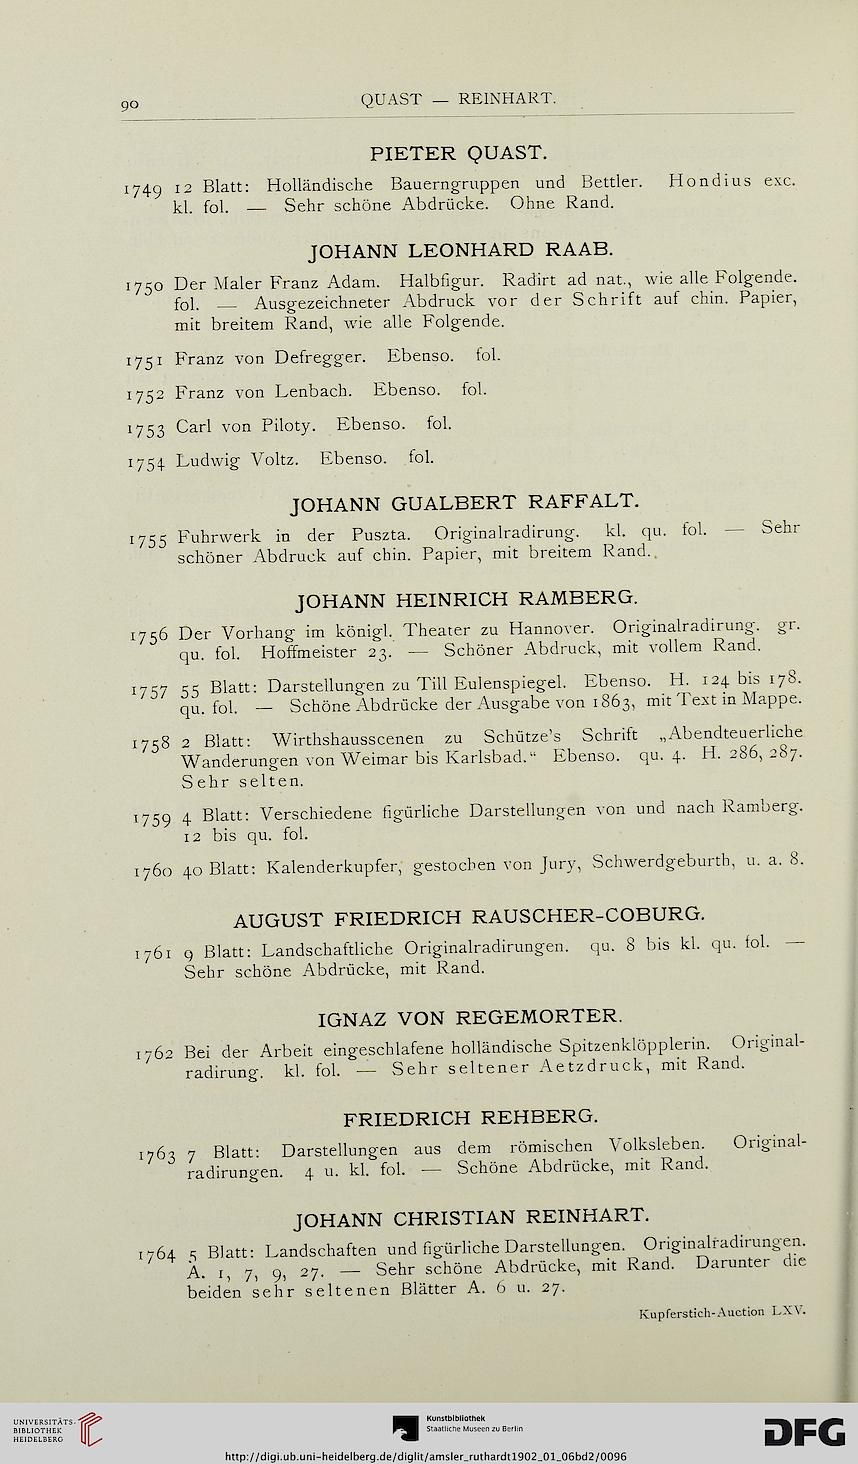 90
QUAST — REINHART.
PIETER QUAST.
1749 12 Blatt: Holländische Bauerngruppen und Bettler. Hondius exc.
kl. fol. — Sehr schöne Abdrücke. Ohne Rand.
JOHANN LEONHARD RAAB.
1750 Der Maler Franz Adam. Halbfigur. Radirt ad nat., wie alle Folgende.
fol. — Ausgezeichneter Abdruck vor der Schrift auf chin. Papier,
mit breitem Rand, wie alle Folgende.
1751 Franz von Defregger. Ebenso. fol.
1752 Franz von Lenbach. Ebenso. fol.
1753 Carl von Piloty. Ebenso. fol.
1754 Ludwig Voltz. Ebenso. fol.
JOHANN GUALBERT RAFFALT.
1755 Fuhrwerk in der Puszta. Originalradirung. kl. qu. fol. — Sehr
schöner Abdruck auf chin. Papier, mit breitem Rand.
JOHANN HEINRICH RAMBERG.
1756 Der Vorhang im königl. Theater zu Hannover. Originalradirung. gr.
qu. fol. Hoffmeister 23. — Schöner Abdruck, mit vollem Rand.
1757 55 Blatt: Darstellungen zu Till Eulenspiegel. Ebenso. H. 124 bis 178.
qu. fol. — Schöne Abdrücke der Ausgabe von 1863, mit Text in Mappe.
1758 2 Blatt: Wirthshausscenen zu Schütze's Schrift „Abendteuerliche
Wanderungen von Weimar bis Karlsbad.“ Ebenso. qu. 4. H. 286, 287.
Sehr selten.
1759 4 Blatt: Verschiedene figürliche Darstellungen von und nach Ramberg.
12 bis qu. fol.
1760 40 Blatt: Kalenderkupfer, gestochen von Jury, Schwerdgeburth, u. a. 8.
AUGUST FRIEDRICH RAUSCHER-COBURG.
1761 9 Blatt: Landschaftliche Originalradirungen. qu. 8 bis kl. qu. fol. —
Sehr schöne Abdrücke, mit Rand.
IGNAZ VON REGEMORTER.
1762 Bei der Arbeit eingeschlafene holländische Spitzenklöpplerin. Original-
radirung. kl. fol. — Sehr seltener Aetzdruck, mit Rand.
FRIEDRICH REHBERG.
1763 7 Blatt: Darstellungen aus dem römischen Volksleben. Original-
radirungen. 4 u. kl. fol. — Schöne Abdrücke, mit Rand.
JOHANN CHRISTIAN REINHART.
1764 5 Blatt: Landschaften und figürliche Darstellungen. Originalradirungen.
A. 1, 7, 9, 27. — Sehr schöne Abdrücke, mit Rand. Darunter die
beiden sehr seltenen Blätter A. 6 u. 27.
Kupferstich-Auction LXV.
UNIVERSITÄTS-
BIBLIOTHEK
HEIDELBERG
Kunstbibliothek
Staatliche Museen zu Berlin
DFG
http://digi.ub.uni-heidelberg.de/diglit/amsler_ruthardt1902_01_06bd2/0096